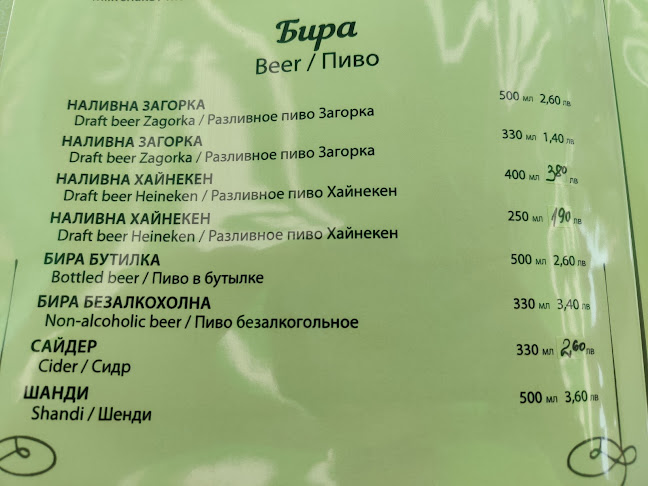 Бира
Beer / Пиво
НАЛИВНА ЗАГОРКА 500 мл 2,60 лв
Draft beer Zagorka / Разливное пиво Загорка
НАЛИВНА ЗАГОРКА 330 мл 1,40 лв
Draft beer Zagorka / Разливное пиво Загорка
НАЛИВНА ХАЙНЕКЕН 400 мл 380 лв
Draft beer Heineken / Разливное пиво Хайнекен
НАЛИВНА ХАЙНЕКЕН 250 мл 190 лв
Draft beer Heineken / Разливное пиво Хайнекен
БИРА БУТИЛКА 500 мл 2,60 лв
Bottled beer / Пиво в бутылке
БИРА БЕЗАЛКОХОЛНА 330 мл 3,40 лв
Non-alcoholic beer / Пиво безалкогольное
САЙДЕР 330 мл 2,60 лв
Cider / Сидр
ШАНДИ 500 мл 3,60 лв
Shandi / Шенди